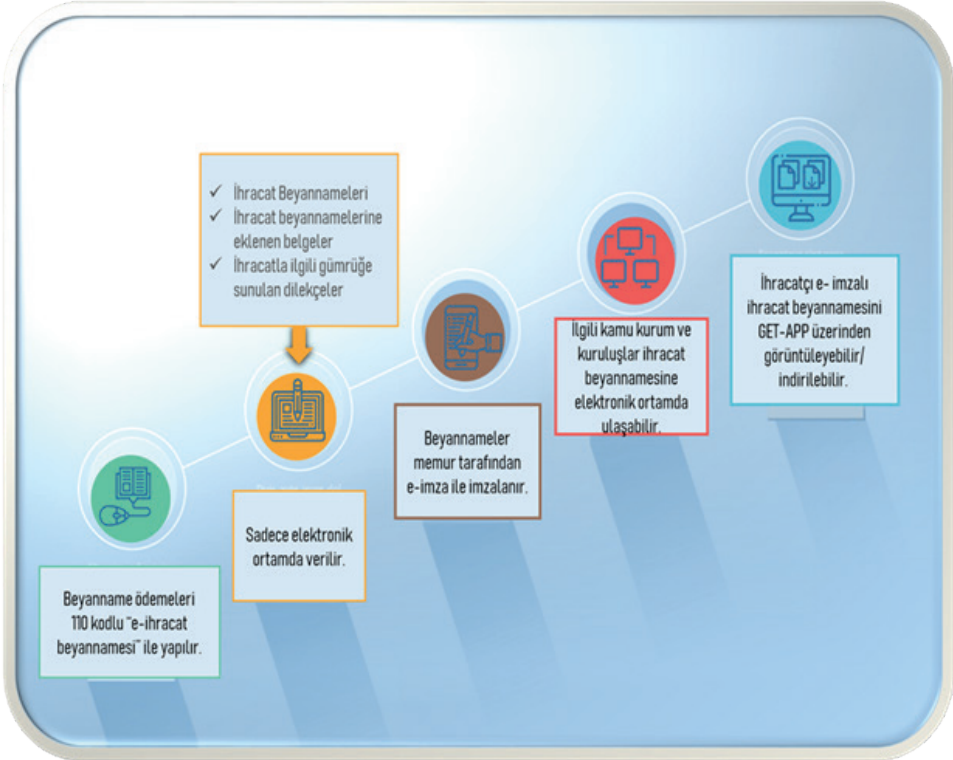 ✓ İhracat Beyannameleri
✓ İhracat beyannamelerine
eklenen belgeler
✓ İhracatla ilgili gümrüğe
sunulan dilekçeler
Beyanname ödemeleri
110 kodlu "e-ihracat
beyannamesi" ile yapılır.
Sadece elektronik
ortamda verilir.
Beyannameler
memur tarafından
e-imza ile imzalanır.
İlgili kamu kurum ve
kuruluşlar ihracat
beyannamesine
elektronik ortamda
ulaşabilir.
İhracatçı e- imzalı
ihracat beyannamesini
GET-APP üzerinden
görüntüleyebilir/
indirilebilir.